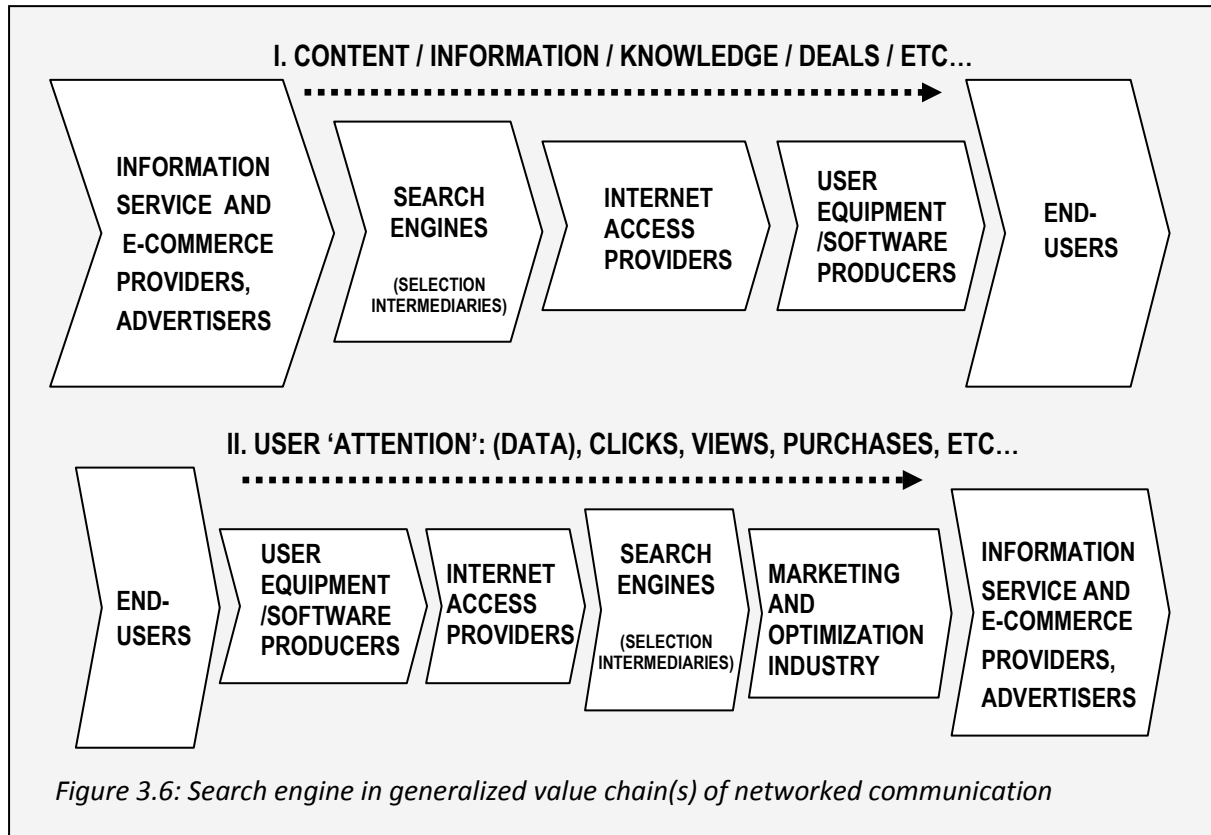 I. CONTENT / INFORMATION / KNOWLEDGE / DEALS / ETC…
INFORMATION
SERVICE AND
E-COMMERCE
PROVIDERS,
ADVERTISERS
SEARCH
ENGINES
(SELECTION
INTERMEDIARIES)
INTERNET
ACCESS
PROVIDERS
USER
EQUIPMENT
/SOFTWARE
PRODUCERS
END-
USERS
II. USER ‘ATTENTION’: (DATA), CLICKS, VIEWS, PURCHASES, ETC…
END-
USERS
USER
EQUIPMENT
/SOFTWARE
PRODUCERS
INTERNET
ACCESS
PROVIDERS
SEARCH
ENGINES
(SELECTION
INTERMEDIARIES)
MARKETING
AND
OPTIMIZATION
INDUSTRY
INFORMATION
SERVICE AND
E-COMMERCE
PROVIDERS,
ADVERTISERS
Figure 3.6: Search engine in generalized value chain(s) of networked communication